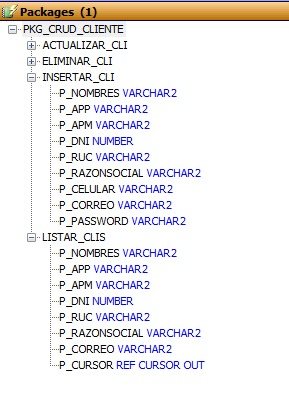 Packages (1)
PKG_CRUD_CLIENTE
ACTUALIZAR_CLI
ELIMINAR_CLI
INSERTAR_CLI
P_NOMBRES VARCHAR2
P_APP VARCHAR2
P_APM VARCHAR2
P_DNI NUMBER
P_RUC VARCHAR2
P_RAZONSOCIAL VARCHAR2
P_CELULAR VARCHAR2
P_CORREO VARCHAR2
P_PASSWORD VARCHAR2
LISTAR_CLIS
P_NOMBRES VARCHAR2
P_APP VARCHAR2
P_APM VARCHAR2
P_DNI NUMBER
P_RUC VARCHAR2
P_RAZONSOCIAL VARCHAR2
P_CORREO VARCHAR2
P_CURSOR REF CURSOR OUT